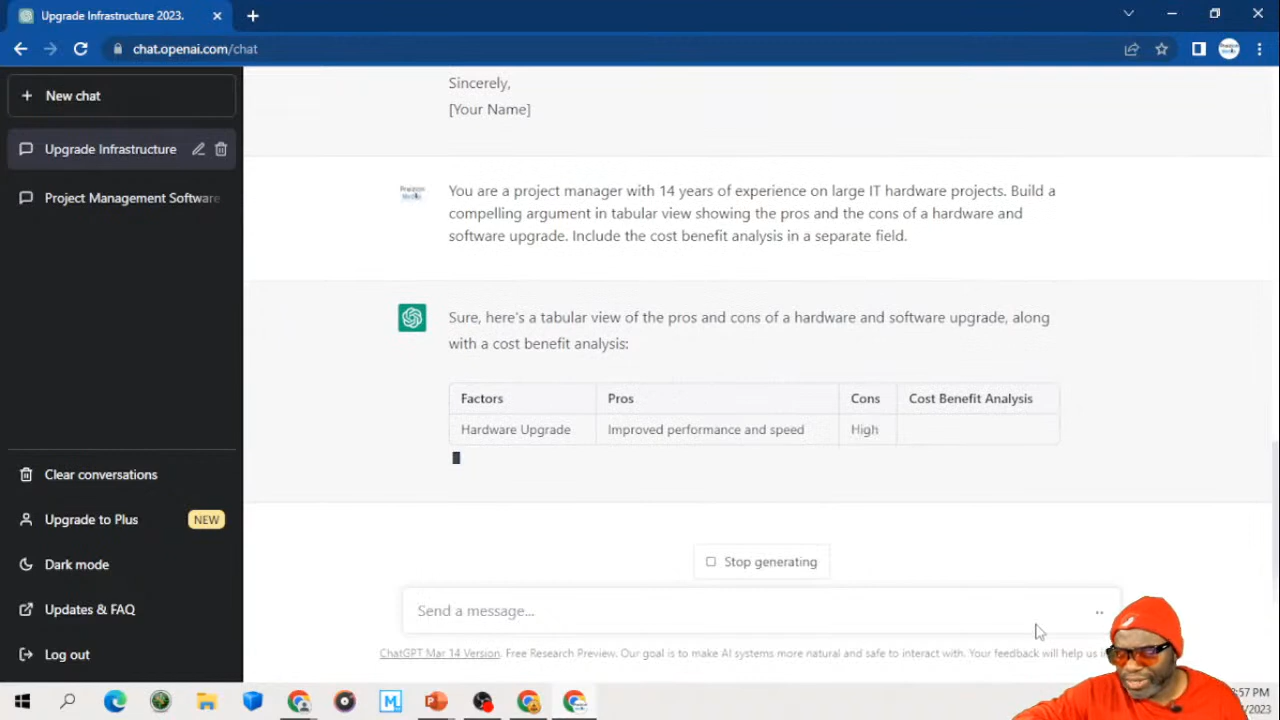 Upgrade Infrastructure 2023.
chat.openai.com/chat
New chat
Upgrade Infrastructure
Project Management Software
Clear conversations
Upgrade to Plus NEW
Dark mode
Updates & FAQ
Log out
Sincerely,
[Your Name]
You are a project manager with 14 years of experience on large IT hardware projects. Build a
compelling argument in tabular view showing the pros and the cons of a hardware and
software upgrade. Include the cost benefit analysis in a separate field.
Sure, here's a tabular view of the pros and cons of a hardware and software upgrade, along
with a cost benefit analysis:
Factors Pros Cons Cost Benefit Analysis
Hardware Upgrade Improved performance and speed High
Stop generating
Send a message...
ChatGPT Mar 14 Version. Free Research Preview. Our goal is to make AI systems more natural and safe to interact with. Your feedback will help us
:57 PM
/2023